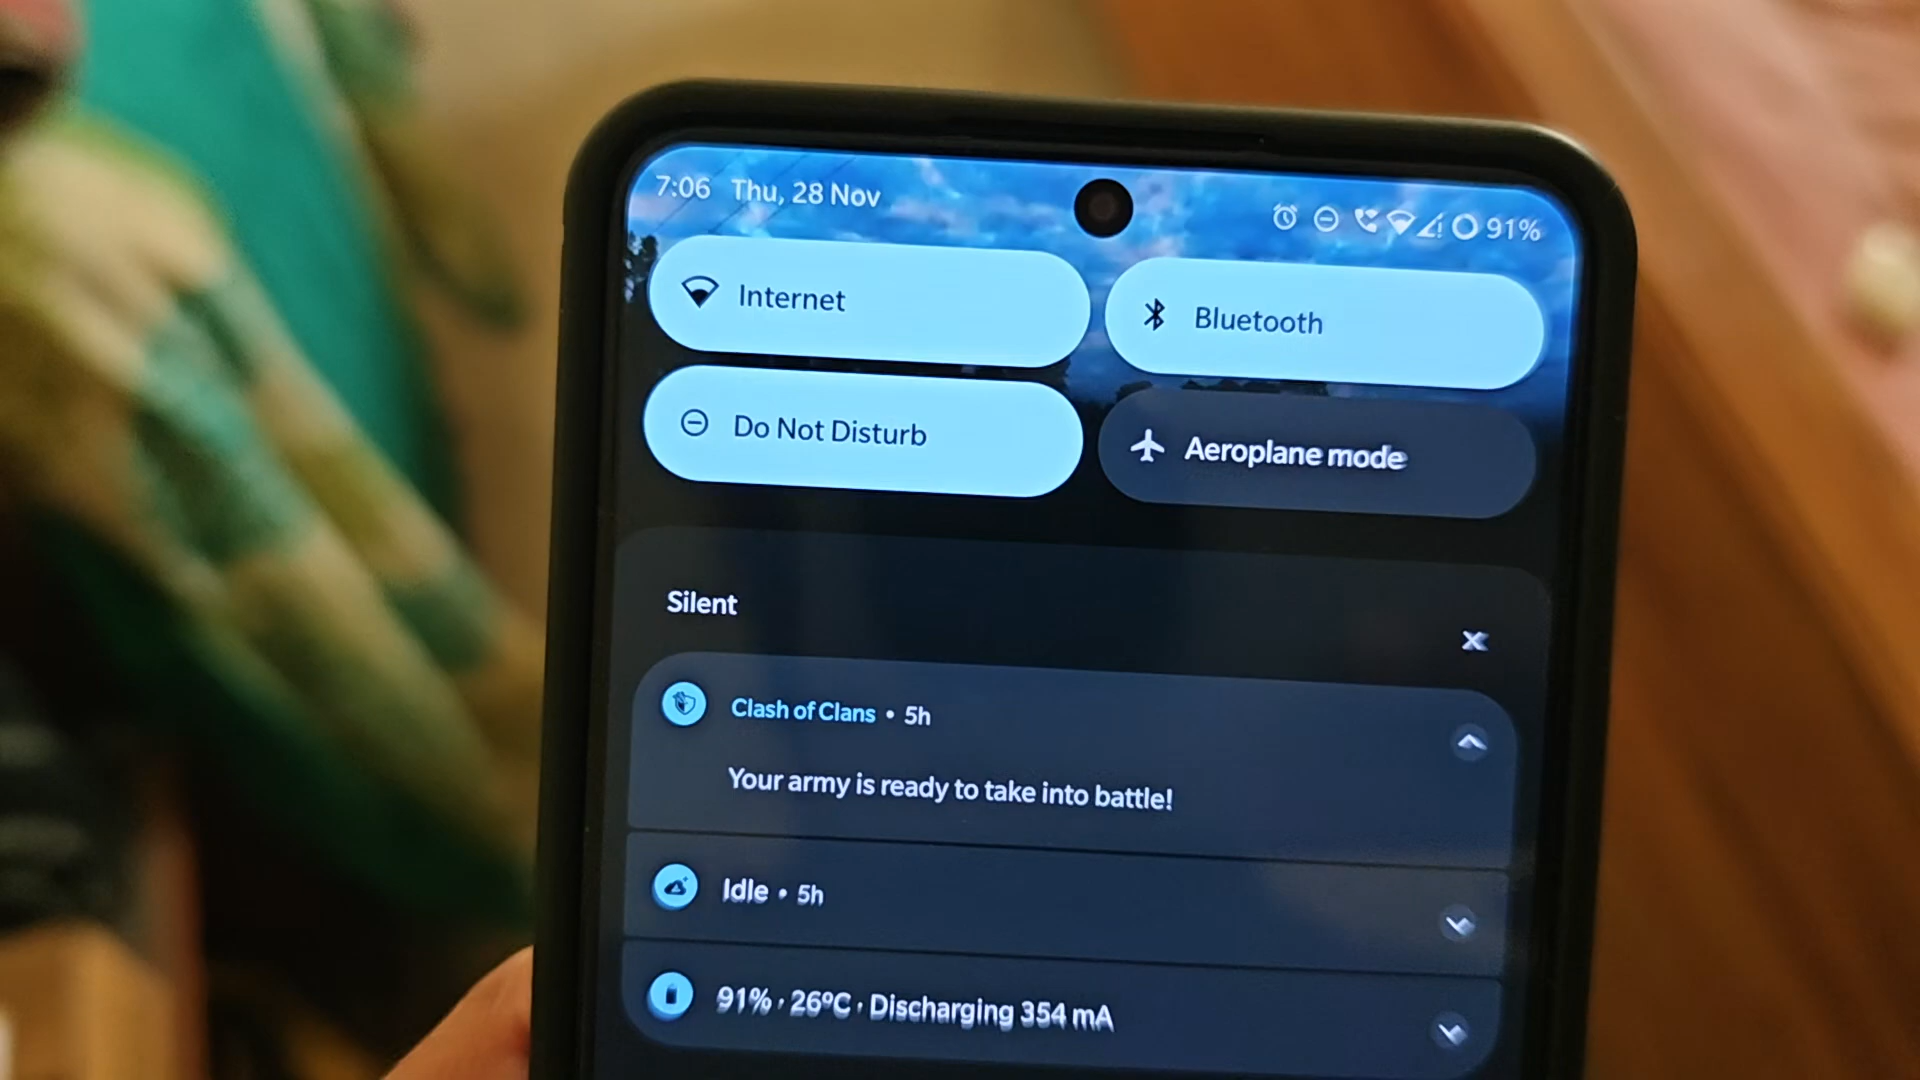 7:06 Thu, 28 Nov 91%
Internet Bluetooth
Do Not Disturb Aeroplane mode
Silent
Clash of Clans • 5h
Your army is ready to take into battle!
Idle • 5h
91% · 26ºC · Discharging 354 mA